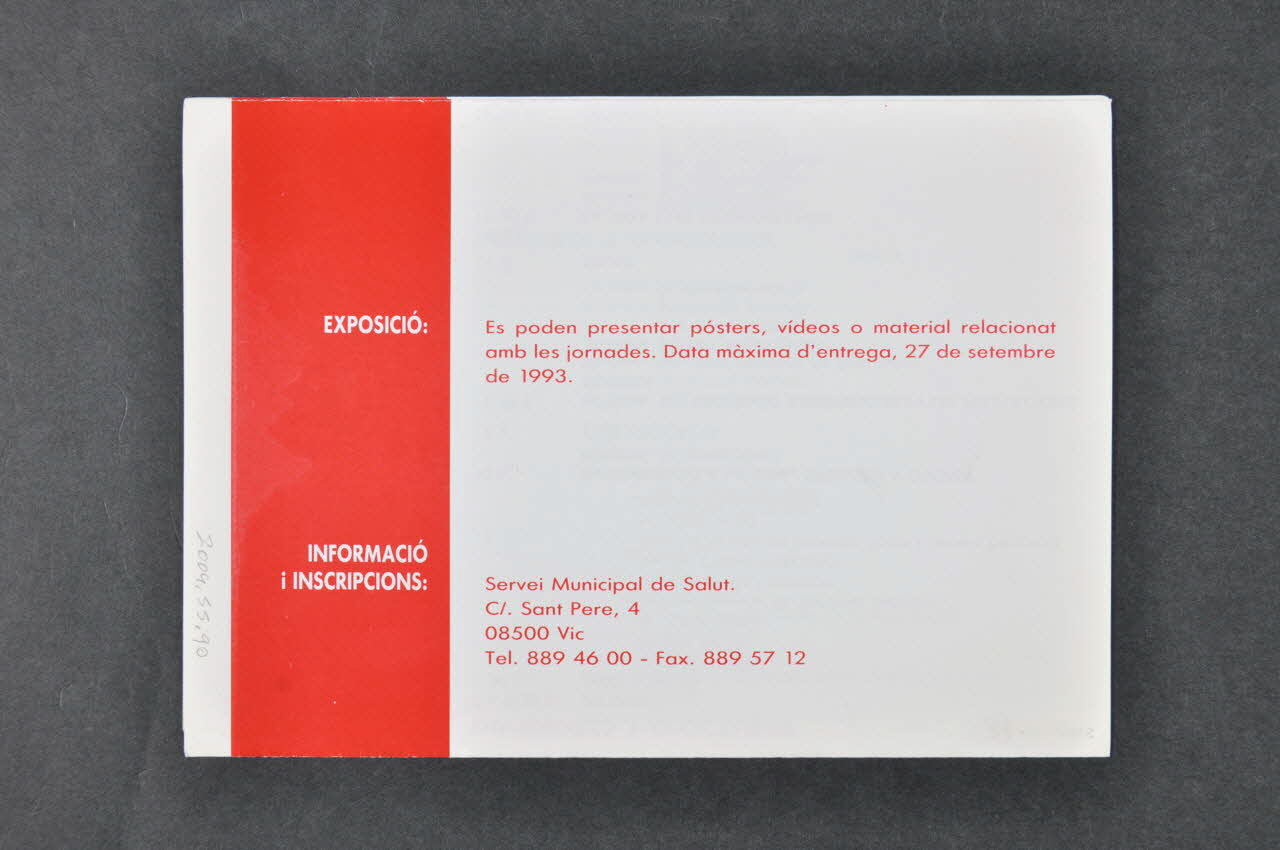 EXPOSICIÓ:
Es poden presentar pósters, vídeos o material relacionat
amb les jornades. Data màxima d'entrega, 27 de setembre
de 1993.
INFORMACIÓ
i INSCRIPCIONS:
Servei Municipal de Salut.
C/. Sant Pere, 4
08500 Vic
Tel. 889 46 00 - Fax. 889 57 12
2009.55.90